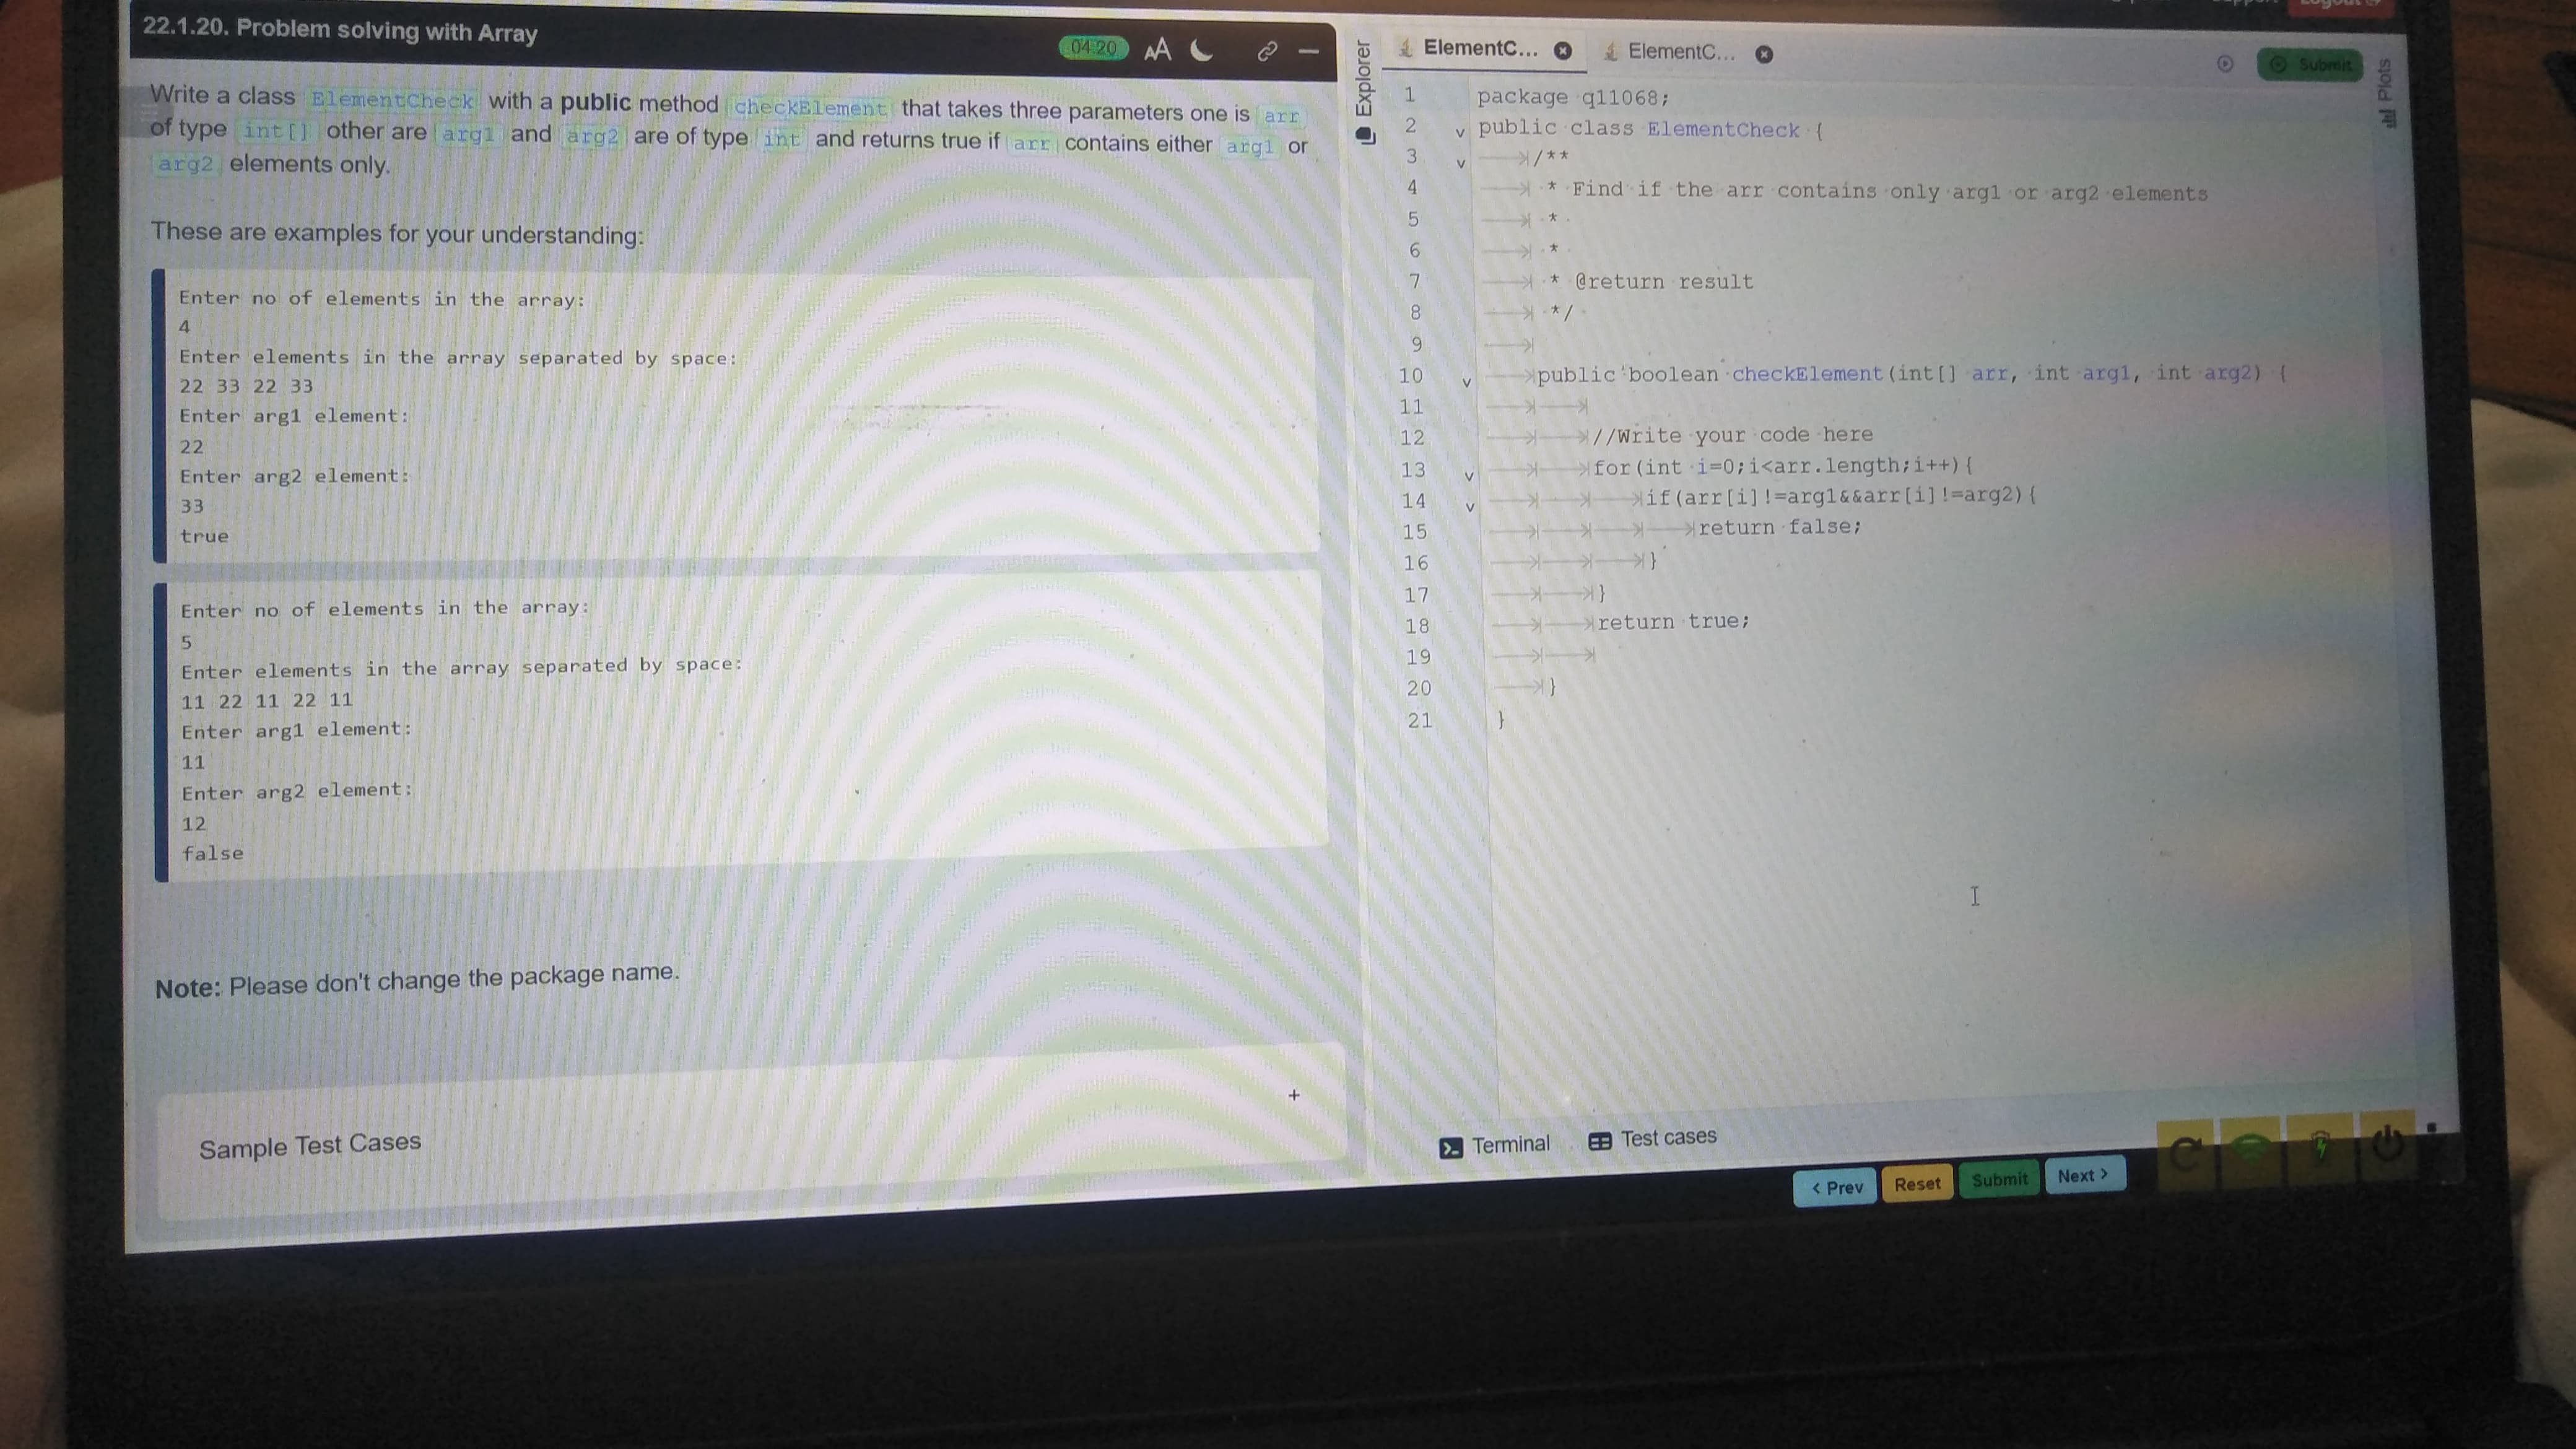 22.1.20. Problem solving with Array
04:20
AA
Write a class ElementCheck with a public method checkElement that takes three parameters one is arr
of type int[] other are arg1 and arg2 are of type int and returns true if arr contains either arg1 or
arg2 elements only.
These are examples for your understanding:
Enter no of elements in the array:
4
Enter elements in the array separated by space:
22 33 22 33
Enter arg1 element:
22
Enter arg2 element:
33
true
Enter no of elements in the array:
5
Enter elements in the array separated by space:
11 22 11 22 11
Enter arg1 element:
11
Enter arg2 element:
12
false
Note: Please don't change the package name.
Sample Test Cases
+
Explorer
ElementC...
ElementC...
Submit
Logout
Plots
1 package q11068;
2 public class ElementCheck {
3 /**
4 * Find if the arr contains only arg1 or arg2 elements
5 *
6 *
7 * @return result
8 */
9
10 public boolean checkElement(int[] arr, int arg1, int arg2) {
11
12 //Write your code here
13 for(int i=0;i<arr.length;i++){
14 if(arr[i]!=arg1&&arr[i]!=arg2){
15 return false;
16 }
17 }
18 return true;
19
20 }
21 }
Terminal
Test cases
< Prev
Reset
Submit
Next >